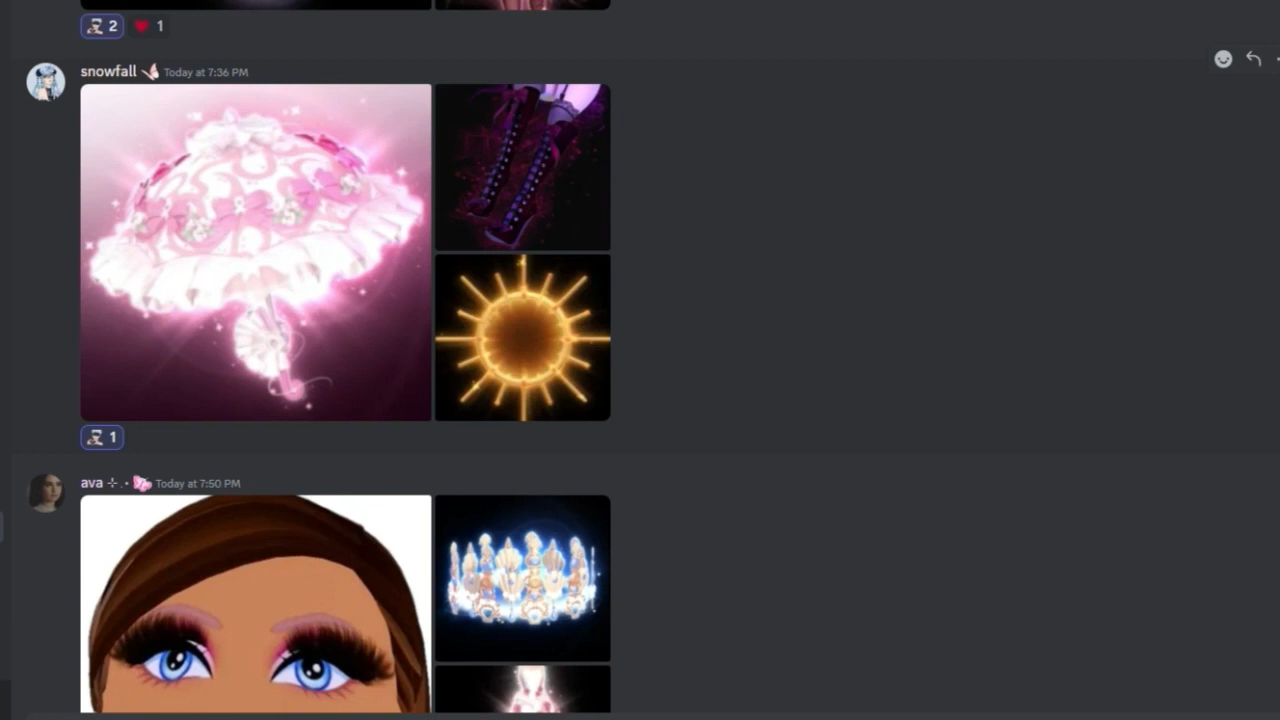 2 1
snowfall Today at 7:36 PM
1
ava ⊹ . • Today at 7:50 PM